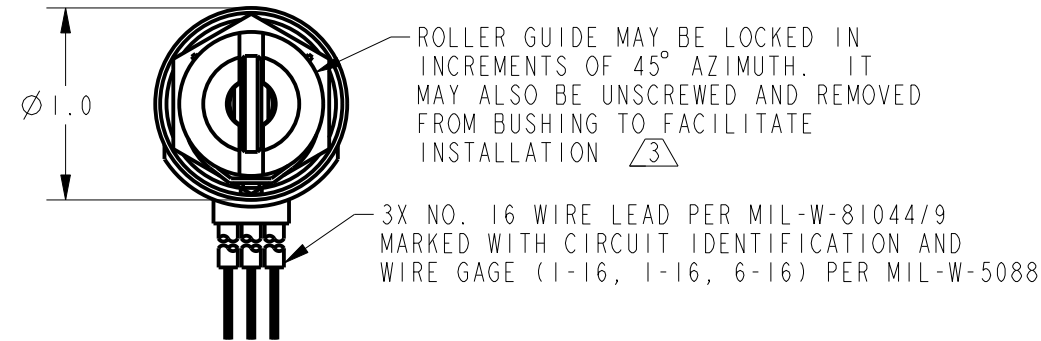 ROLLER GUIDE MAY BE LOCKED IN
INCREMENTS OF 45° AZIMUTH. IT
MAY ALSO BE UNSCREWED AND REMOVED
FROM BUSHING TO FACILITATE
INSTALLATION 3
Ø1.0
3X NO. 16 WIRE LEAD PER MIL-W-81044/9
MARKED WITH CIRCUIT IDENTIFICATION AND
WIRE GAGE (1-16, 1-16, 6-16) PER MIL-W-5088